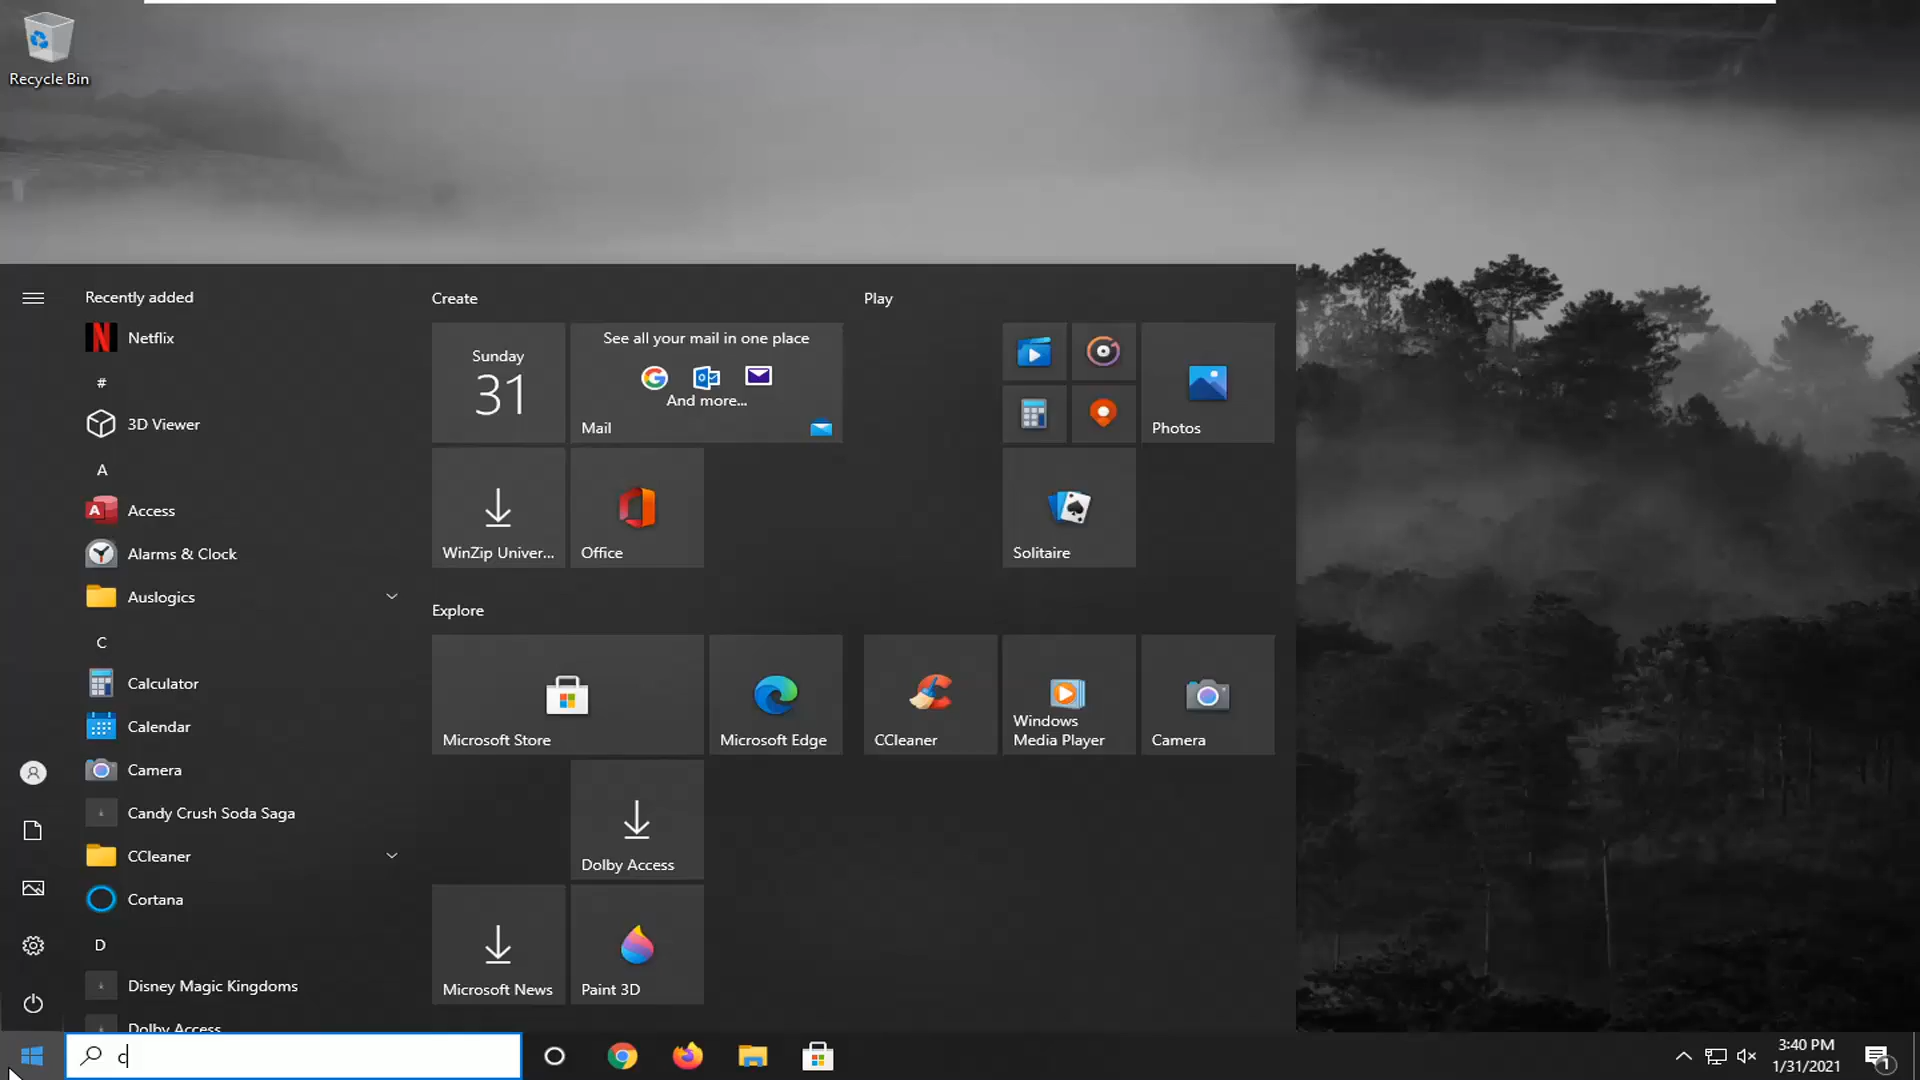 Recycle Bin
Recently added
Netflix
#
3D Viewer
A
Access
Alarms & Clock
Auslogics
C
Calculator
Calendar
Camera
Candy Crush Soda Saga
CCleaner
Cortana
D
Disney Magic Kingdoms
Dolby Access
Create
Sunday
31
See all your mail in one place
And more...
Mail
WinZip Univer...
Office
Explore
Microsoft Store
Microsoft Edge
Dolby Access
Microsoft News
Paint 3D
Play
Photos
Solitaire
CCleaner
Windows
Media Player
Camera
c
3:40 PM
1/31/2021
1